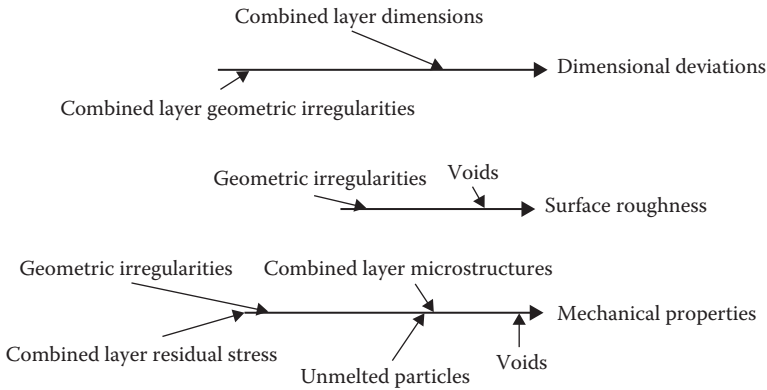 Combined layer dimensions
Dimensional deviations
Combined layer geometric irregularities
Geometric irregularities
Voids
Surface roughness
Geometric irregularities
Combined layer microstructures
Mechanical properties
Combined layer residual stress
Unmelted particles
Voids